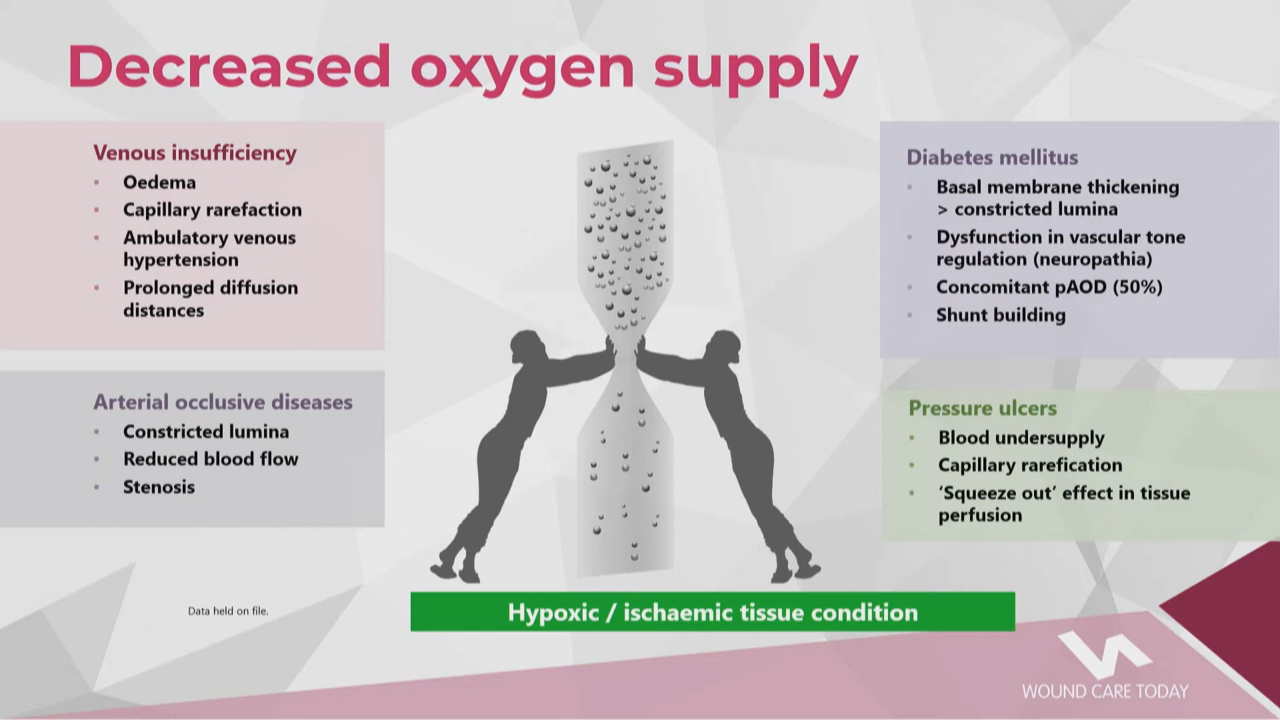 Decreased oxygen supply
Venous insufficiency
• Oedema
• Capillary rarefaction
• Ambulatory venous
hypertension
• Prolonged diffusion
distances
Arterial occlusive diseases
• Constricted lumina
• Reduced blood flow
• Stenosis
Diabetes mellitus
• Basal membrane thickening
> constricted lumina
• Dysfunction in vascular tone
regulation (neuropathia)
• Concomitant pAOD (50%)
• Shunt building
Pressure ulcers
• Blood undersupply
• Capillary rarefication
• ‘Squeeze out’ effect in tissue
perfusion
Data held on file.
Hypoxic / ischaemic tissue condition
WOUND CARE TODAY